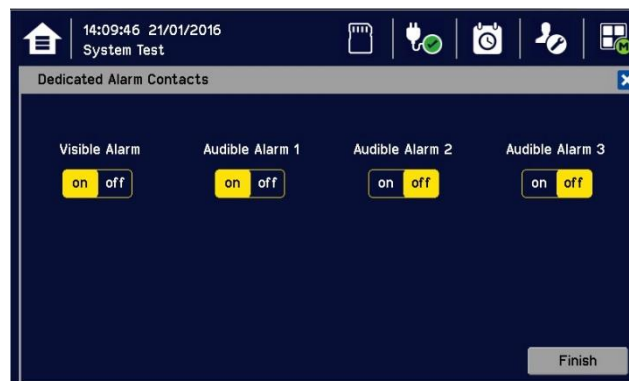 14:09:46 21/01/2016
System Test
Dedicated Alarm Contacts
Visible Alarm Audible Alarm 1 Audible Alarm 2 Audible Alarm 3
on off on off on off on off
Finish